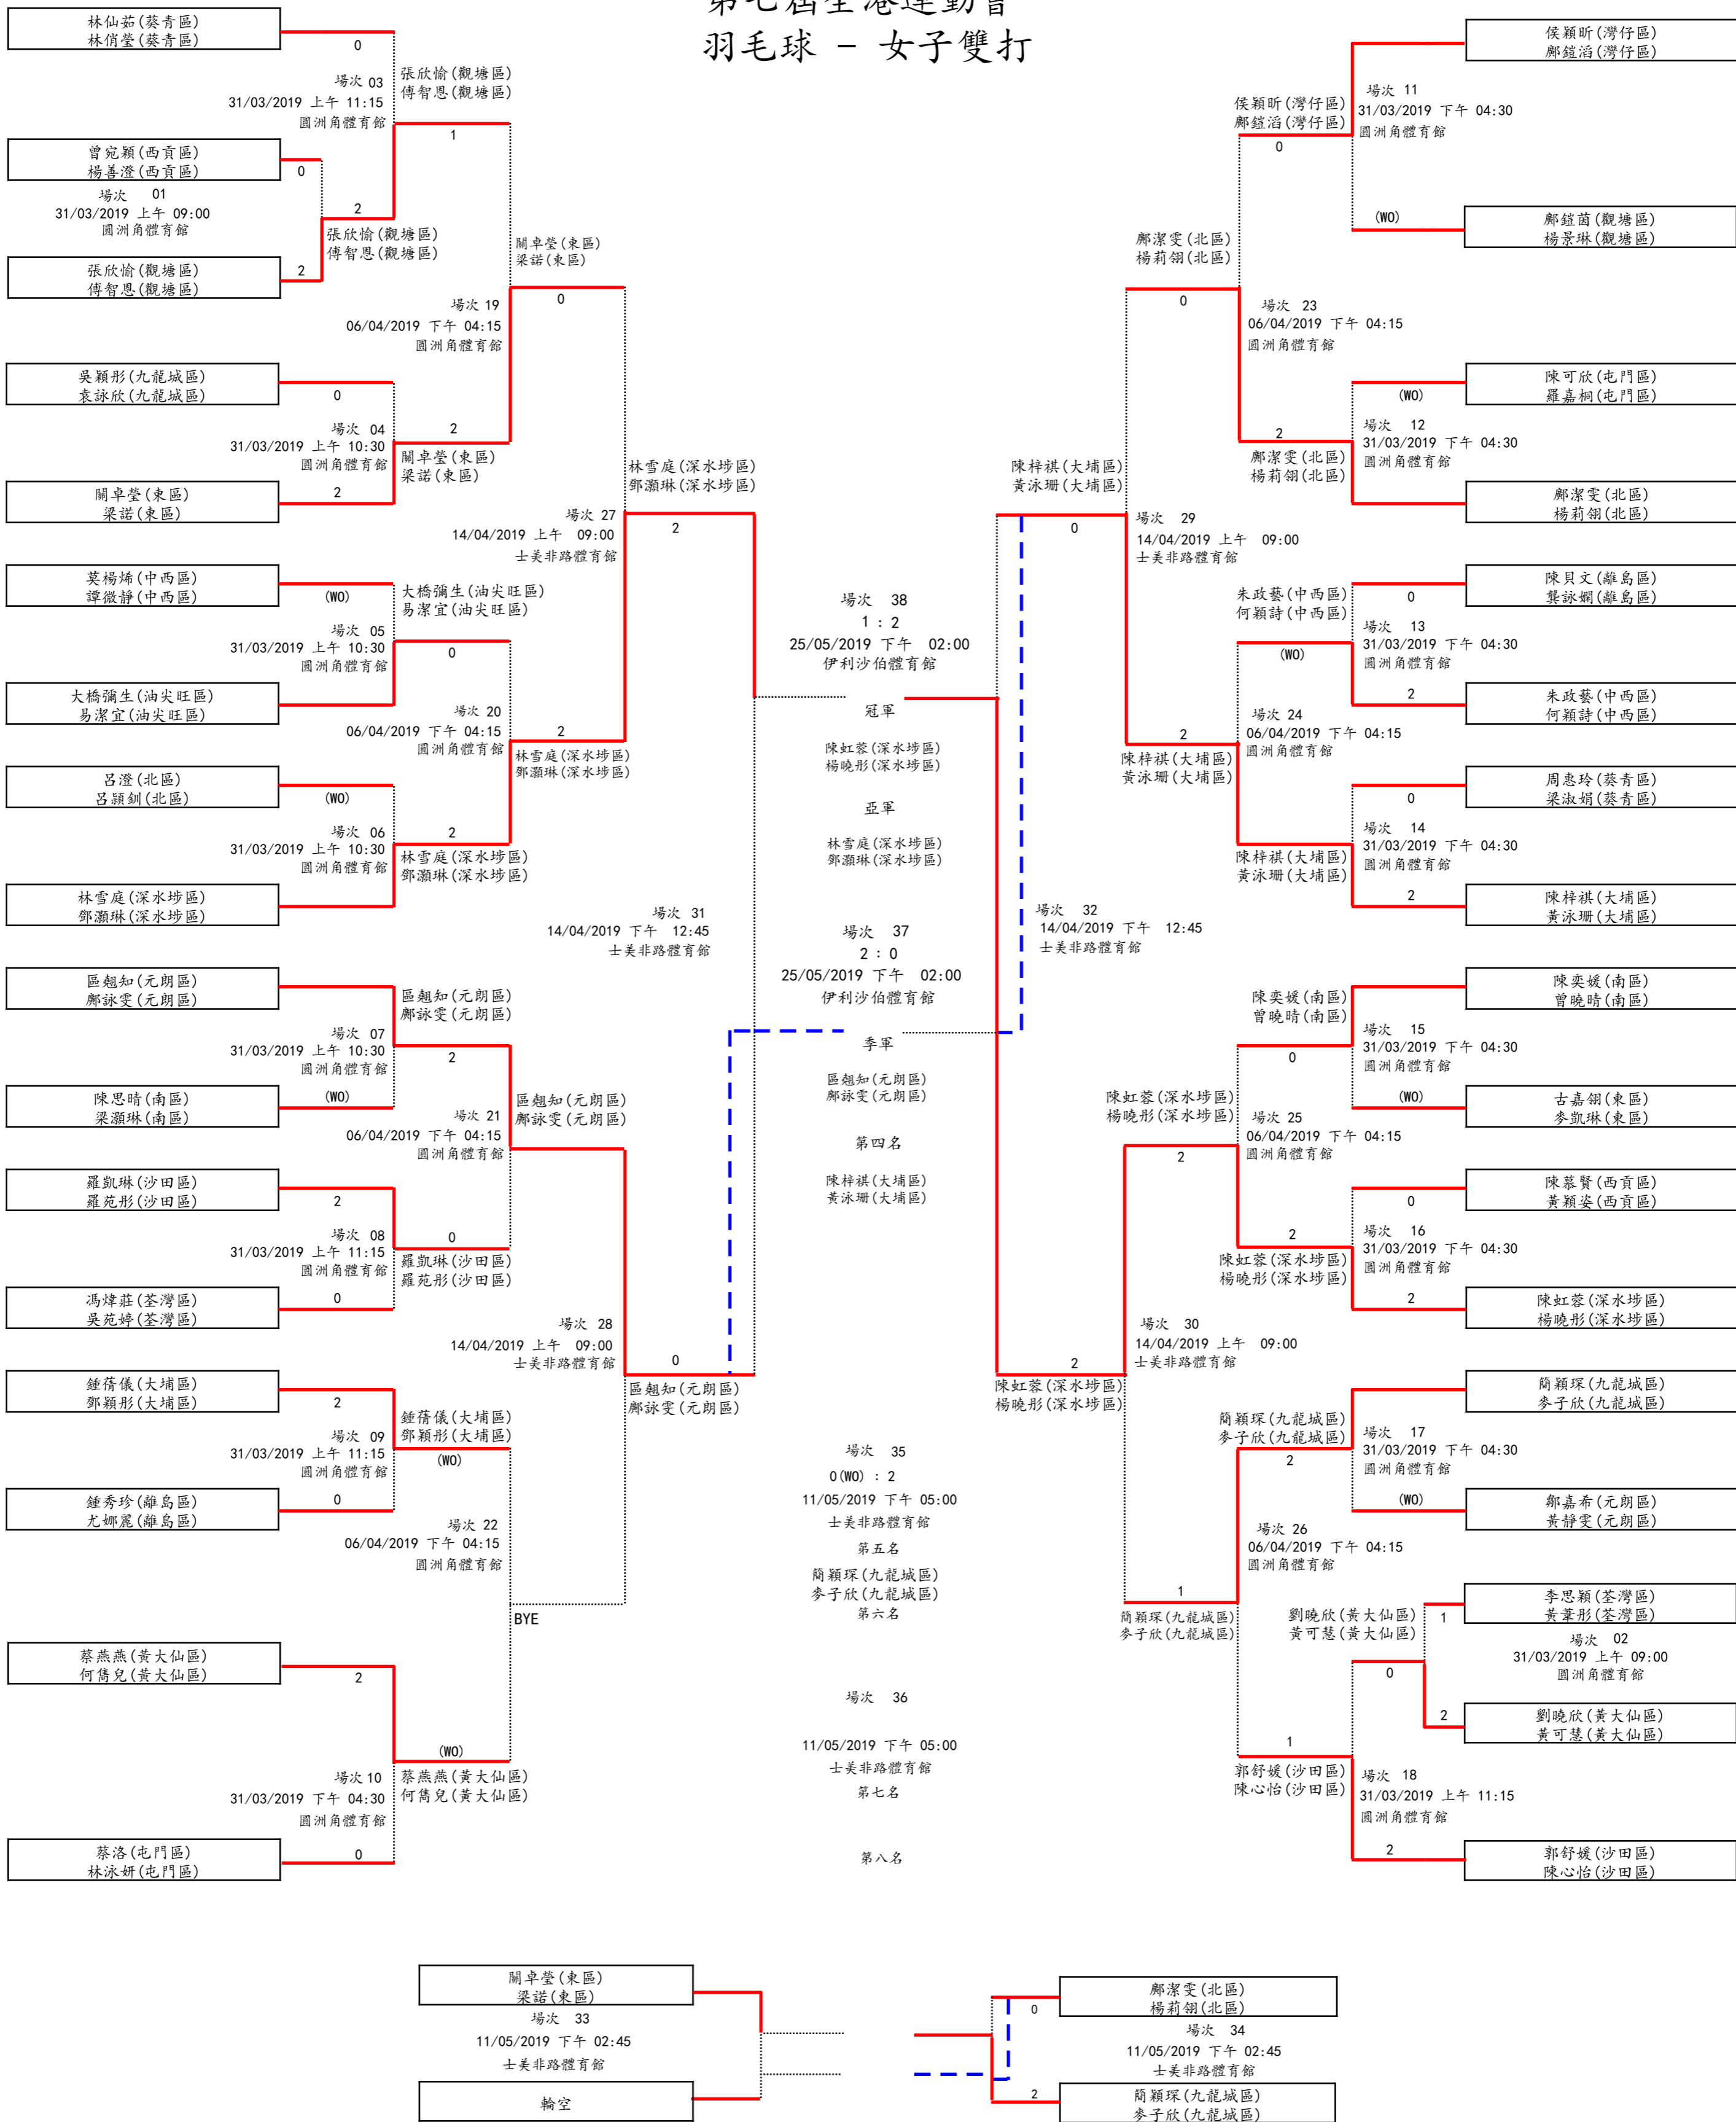 第七屆全港運動會
羽毛球 - 女子雙打
林仙茹(葵青區)
林俏瑩(葵青區)
0
場次 03
31/03/2019 上午 11:15
圓洲角體育館
張欣愉(觀塘區)
傅智恩(觀塘區)
1
曾宛穎(西貢區)
楊善澄(西貢區)
0
場次 01
31/03/2019 上午 09:00
圓洲角體育館
2
張欣愉(觀塘區)
傅智恩(觀塘區)
張欣愉(觀塘區)
傅智恩(觀塘區)
2
關卓瑩(東區)
梁諾(東區)
0
場次 19
06/04/2019 下午 04:15
圓洲角體育館
吳穎彤(九龍城區)
袁詠欣(九龍城區)
0
場次 04
31/03/2019 上午 10:30
圓洲角體育館
2
關卓瑩(東區)
梁諾(東區)
關卓瑩(東區)
梁諾(東區)
2
林雪庭(深水埗區)
鄧灝琳(深水埗區)
場次 27
14/04/2019 上午 09:00
士美非路體育館
2
莫楊烯(中西區)
譚微靜(中西區)
(WO)
場次 05
31/03/2019 上午 10:30
圓洲角體育館
大橋彌生(油尖旺區)
易潔宜(油尖旺區)
0
大橋彌生(油尖旺區)
易潔宜(油尖旺區)
場次 20
06/04/2019 下午 04:15
圓洲角體育館
2
林雪庭(深水埗區)
鄧灝琳(深水埗區)
呂澄(北區)
呂穎釧(北區)
(WO)
場次 06
31/03/2019 上午 10:30
圓洲角體育館
2
林雪庭(深水埗區)
鄧灝琳(深水埗區)
林雪庭(深水埗區)
鄧灝琳(深水埗區)
場次 31
14/04/2019 下午 12:45
士美非路體育館
區翹知(元朗區)
鄺詠雯(元朗區)
區翹知(元朗區)
鄺詠雯(元朗區)
場次 07
31/03/2019 上午 10:30
圓洲角體育館
2
陳思晴(南區)
梁灝琳(南區)
(WO)
場次 21
06/04/2019 下午 04:15
圓洲角體育館
區翹知(元朗區)
鄺詠雯(元朗區)
羅凱琳(沙田區)
羅苑彤(沙田區)
2
場次 08
31/03/2019 上午 11:15
圓洲角體育館
0
羅凱琳(沙田區)
羅苑彤(沙田區)
馮煒莊(荃灣區)
吳苑婷(荃灣區)
0
場次 28
14/04/2019 上午 09:00
士美非路體育館
0
區翹知(元朗區)
鄺詠雯(元朗區)
鍾蒨儀(大埔區)
鄧穎彤(大埔區)
2
場次 09
31/03/2019 上午 11:15
圓洲角體育館
鍾蒨儀(大埔區)
鄧穎彤(大埔區)
(WO)
鍾秀珍(離島區)
尤娜麗(離島區)
0
場次 22
06/04/2019 下午 04:15
圓洲角體育館
BYE
蔡燕燕(黃大仙區)
何雋兒(黃大仙區)
2
(WO)
場次 10
31/03/2019 下午 04:30
圓洲角體育館
蔡燕燕(黃大仙區)
何雋兒(黃大仙區)
蔡洛(屯門區)
林泳妍(屯門區)
0
場次 38
1 : 2
25/05/2019 下午 02:00
伊利沙伯體育館
冠軍
陳虹蓉(深水埗區)
楊曉彤(深水埗區)
亞軍
林雪庭(深水埗區)
鄧灝琳(深水埗區)
場次 37
2 : 0
25/05/2019 下午 02:00
伊利沙伯體育館
季軍
區翹知(元朗區)
鄺詠雯(元朗區)
第四名
陳梓祺(大埔區)
黃泳珊(大埔區)
場次 35
0(WO) : 2
11/05/2019 下午 05:00
士美非路體育館
第五名
簡穎琛(九龍城區)
麥子欣(九龍城區)
第六名
場次 36
11/05/2019 下午 05:00
士美非路體育館
第七名
第八名
侯穎昕(灣仔區)
鄺鎧滔(灣仔區)
侯穎昕(灣仔區)
鄺鎧滔(灣仔區)
0
場次 11
31/03/2019 下午 04:30
圓洲角體育館
(WO)
鄺鎧茵(觀塘區)
楊景琳(觀塘區)
鄺潔雯(北區)
楊莉翎(北區)
0
場次 23
06/04/2019 下午 04:15
圓洲角體育館
陳可欣(屯門區)
羅嘉桐(屯門區)
(WO)
場次 12
31/03/2019 下午 04:30
圓洲角體育館
2
鄺潔雯(北區)
楊莉翎(北區)
鄺潔雯(北區)
楊莉翎(北區)
陳梓祺(大埔區)
黃泳珊(大埔區)
0
場次 29
14/04/2019 上午 09:00
士美非路體育館
陳貝文(離島區)
龔詠嫻(離島區)
0
朱政藝(中西區)
何穎詩(中西區)
(WO)
場次 13
31/03/2019 下午 04:30
圓洲角體育館
2
朱政藝(中西區)
何穎詩(中西區)
場次 24
06/04/2019 下午 04:15
圓洲角體育館
2
陳梓祺(大埔區)
黃泳珊(大埔區)
周惠玲(葵青區)
梁淑娟(葵青區)
0
場次 14
31/03/2019 下午 04:30
圓洲角體育館
陳梓祺(大埔區)
黃泳珊(大埔區)
2
陳梓祺(大埔區)
黃泳珊(大埔區)
場次 32
14/04/2019 下午 12:45
士美非路體育館
陳奕媛(南區)
曾曉晴(南區)
陳奕媛(南區)
曾曉晴(南區)
0
場次 15
31/03/2019 下午 04:30
圓洲角體育館
(WO)
古嘉翎(東區)
麥凱琳(東區)
陳虹蓉(深水埗區)
楊曉彤(深水埗區)
2
場次 25
06/04/2019 下午 04:15
圓洲角體育館
陳慕賢(西貢區)
黃穎姿(西貢區)
0
場次 16
31/03/2019 下午 04:30
圓洲角體育館
2
陳虹蓉(深水埗區)
楊曉彤(深水埗區)
2
陳虹蓉(深水埗區)
楊曉彤(深水埗區)
場次 30
14/04/2019 上午 09:00
士美非路體育館
2
陳虹蓉(深水埗區)
楊曉彤(深水埗區)
簡穎琛(九龍城區)
麥子欣(九龍城區)
簡穎琛(九龍城區)
麥子欣(九龍城區)
2
場次 17
31/03/2019 下午 04:30
圓洲角體育館
(WO)
鄒嘉希(元朗區)
黃靜雯(元朗區)
場次 26
06/04/2019 下午 04:15
圓洲角體育館
1
簡穎琛(九龍城區)
麥子欣(九龍城區)
李思穎(荃灣區)
黃葦彤(荃灣區)
1
劉曉欣(黃大仙區)
黃可慧(黃大仙區)
0
場次 02
31/03/2019 上午 09:00
圓洲角體育館
2
劉曉欣(黃大仙區)
黃可慧(黃大仙區)
1
郭舒媛(沙田區)
陳心怡(沙田區)
場次 18
31/03/2019 上午 11:15
圓洲角體育館
2
郭舒媛(沙田區)
陳心怡(沙田區)
關卓瑩(東區)
梁諾(東區)
場次 33
11/05/2019 下午 02:45
士美非路體育館
輪空
鄺潔雯(北區)
楊莉翎(北區)
0
場次 34
11/05/2019 下午 02:45
士美非路體育館
2
簡穎琛(九龍城區)
麥子欣(九龍城區)